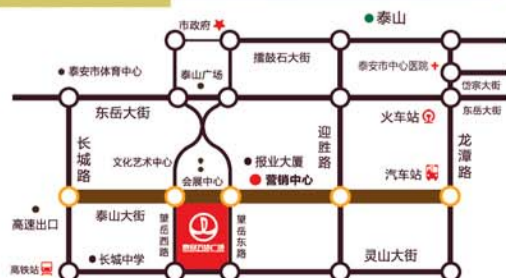 市政府
泰山
擂鼓石大街
泰安市体育中心
泰山广场
泰安市中心医院
岱宗大街
东岳大街
东岳大街
火车站
长城路
文化艺术中心
报业大厦
迎胜路
龙潭路
会展中心
营销中心
汽车站
高速出口
泰山大街
望岳西路
望岳东路
灵山大街
长城中学
高铁站